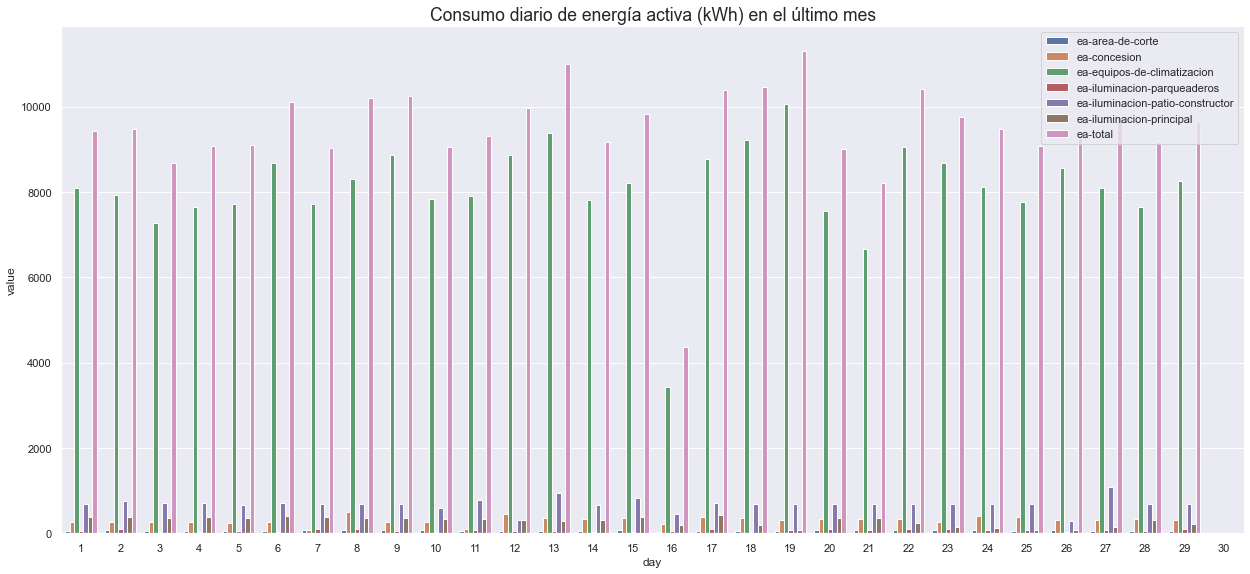 Consumo diario de energía activa (kWh) en el último mes
ea-area-de-corte
ea-concesion
ea-equipos-de-climatizacion
ea-iluminacion-parqueaderos
ea-iluminacion-patio-constructor
ea-iluminacion-principal
ea-total
10000
8000
6000
4000
2000
0
value
1 2 3 4 5 6 7 8 9 10 11 12 13 14 15 16 17 18 19 20 21 22 23 24 25 26 27 28 29 30
day